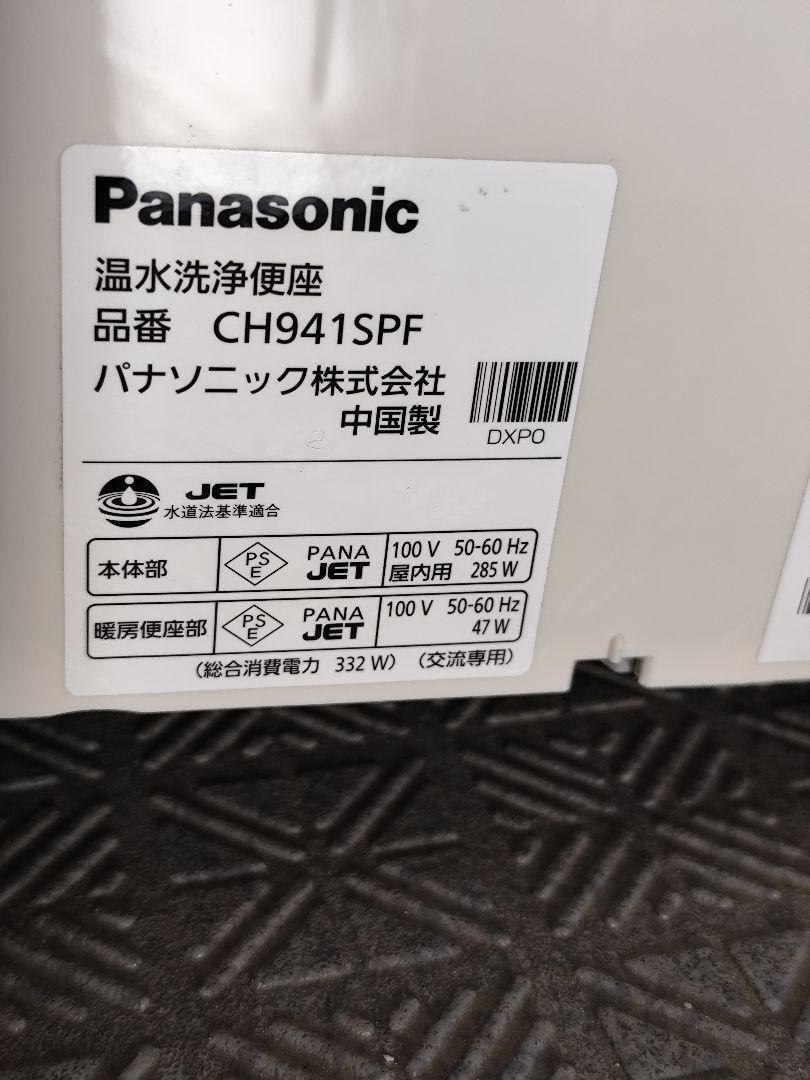 Panasonic
温水洗浄便座
品番 CH941SPF
パナソニック株式会社
中国製
DXP0
JET
水道法基準適合
本体部 PSE PANA JET 100 V 50-60 Hz
屋内用 285 W
暖房便座部 PSE PANA JET 100 V 50-60 Hz
47 W
（総合消費電力 332 W）（交流専用）